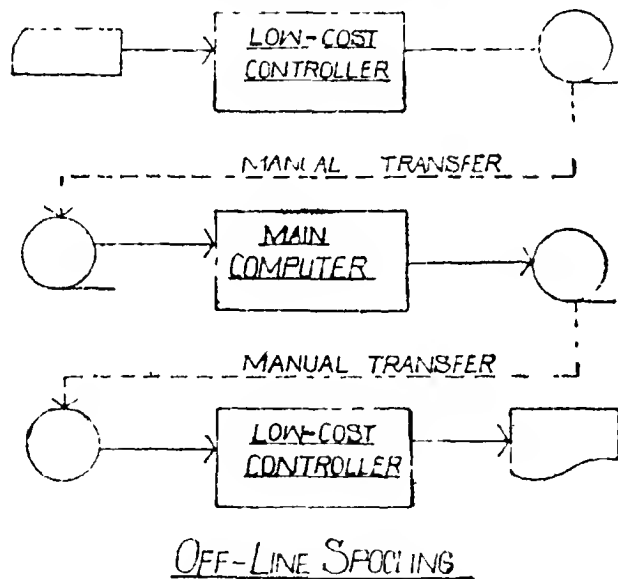 LOW-COST
CONTROLLER
MANUAL TRANSFER
MAIN
COMPUTER
MANUAL TRANSFER
LOW-COST
CONTROLLER
OFF-LINE SPOOLING